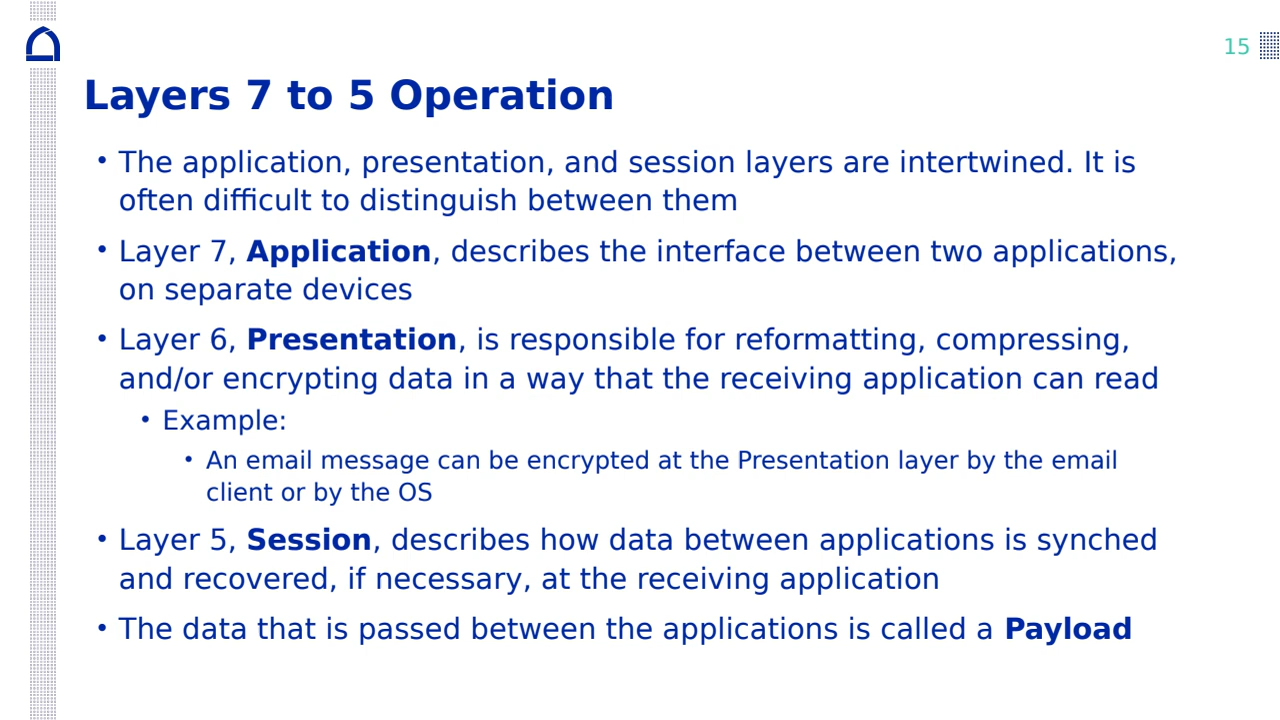 15
Layers 7 to 5 Operation
• The application, presentation, and session layers are intertwined. It is
often difficult to distinguish between them
• Layer 7, Application, describes the interface between two applications,
on separate devices
• Layer 6, Presentation, is responsible for reformatting, compressing,
and/or encrypting data in a way that the receiving application can read
• Example:
• An email message can be encrypted at the Presentation layer by the email
client or by the OS
• Layer 5, Session, describes how data between applications is synched
and recovered, if necessary, at the receiving application
• The data that is passed between the applications is called a Payload